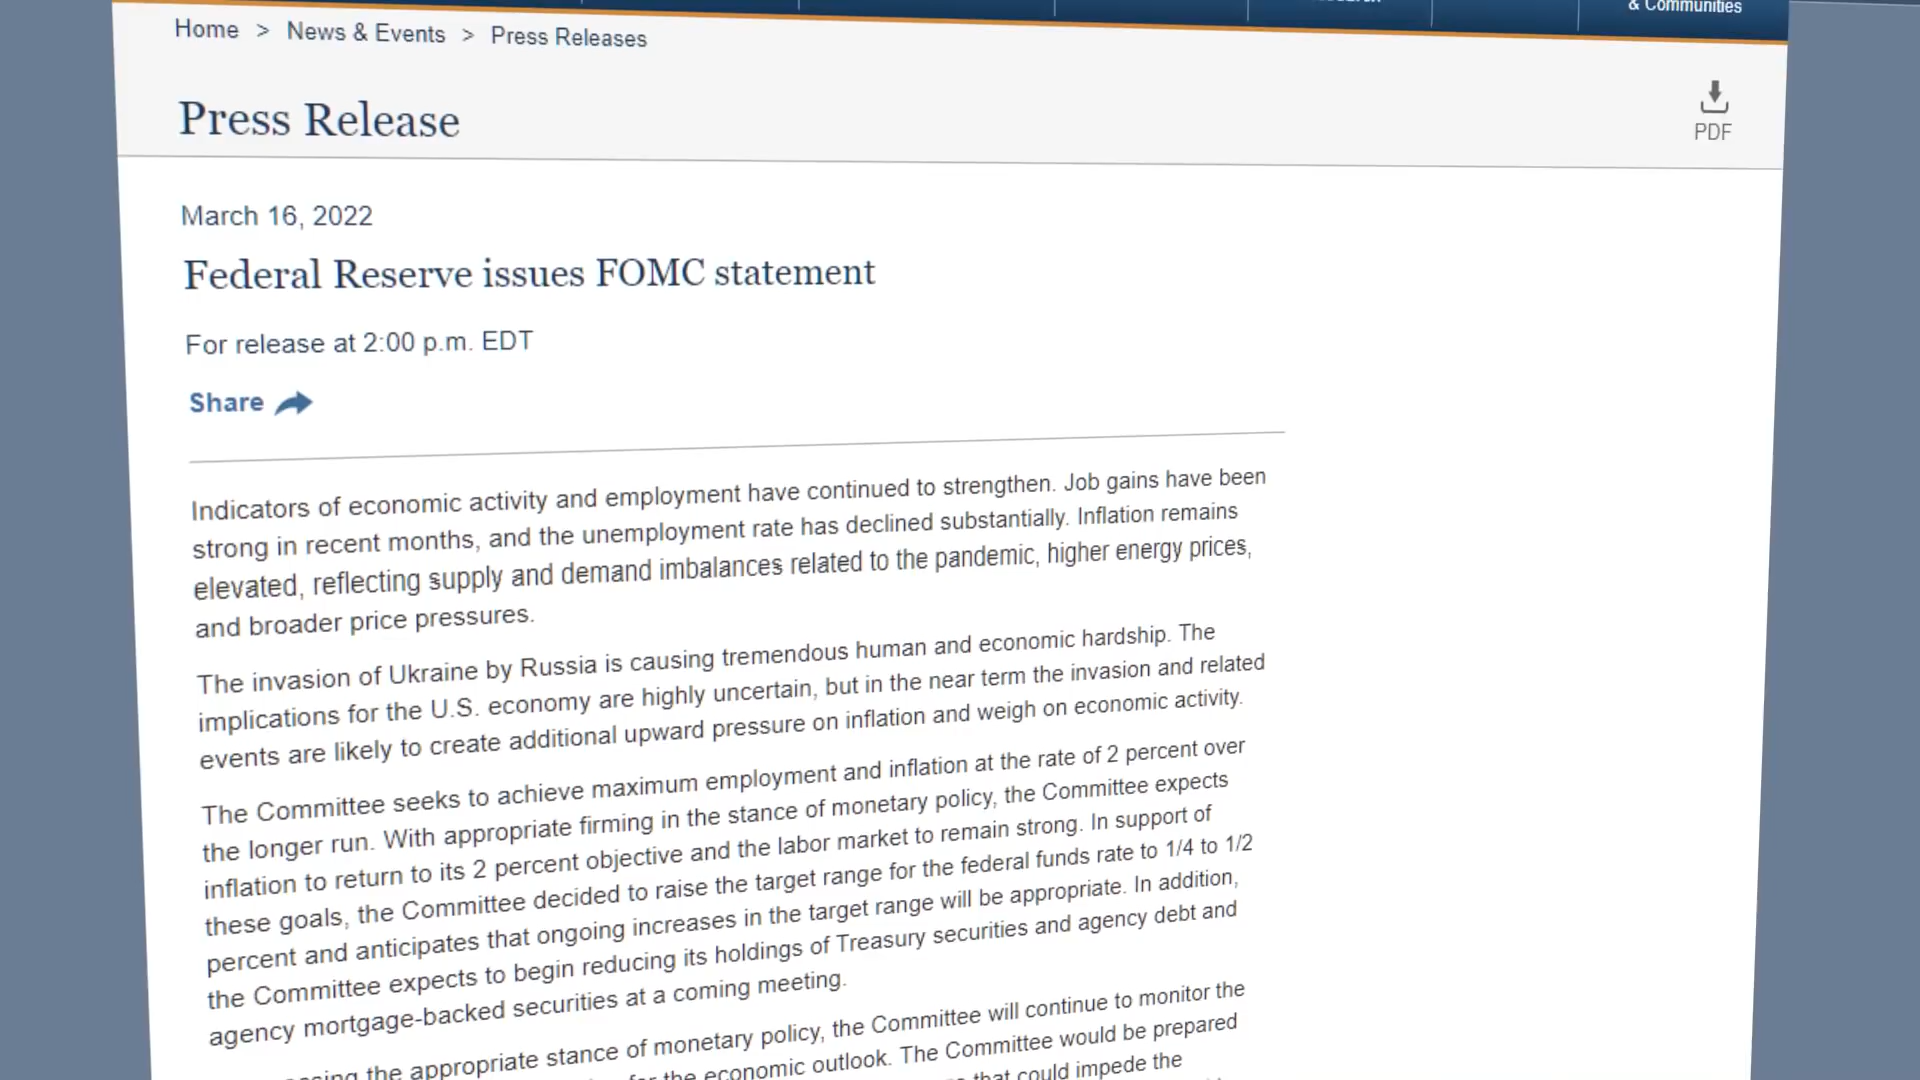 & Communities
Home > News & Events > Press Releases
Press Release
PDF
March 16, 2022
Federal Reserve issues FOMC statement
For release at 2:00 p.m. EDT
Share
Indicators of economic activity and employment have continued to strengthen. Job gains have been
strong in recent months, and the unemployment rate has declined substantially. Inflation remains
elevated, reflecting supply and demand imbalances related to the pandemic, higher energy prices,
and broader price pressures.
The invasion of Ukraine by Russia is causing tremendous human and economic hardship. The
implications for the U.S. economy are highly uncertain, but in the near term the invasion and related
events are likely to create additional upward pressure on inflation and weigh on economic activity.
The Committee seeks to achieve maximum employment and inflation at the rate of 2 percent over
the longer run. With appropriate firming in the stance of monetary policy, the Committee expects
inflation to return to its 2 percent objective and the labor market to remain strong. In support of
these goals, the Committee decided to raise the target range for the federal funds rate to 1/4 to 1/2
percent and anticipates that ongoing increases in the target range will be appropriate. In addition,
the Committee expects to begin reducing its holdings of Treasury securities and agency debt and
agency mortgage-backed securities at a coming meeting.
the appropriate stance of monetary policy, the Committee will continue to monitor the
the economic outlook. The Committee would be prepared
that could impede the